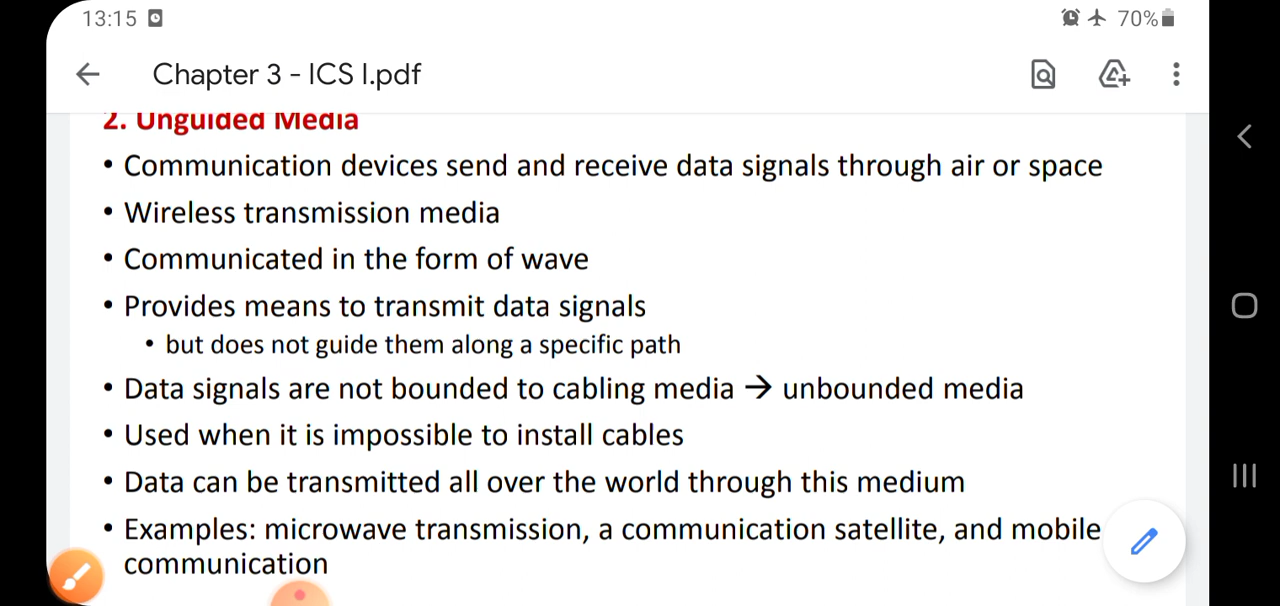 13:15
70%
Chapter 3 - ICS I.pdf
2. Unguided Media
• Communication devices send and receive data signals through air or space
• Wireless transmission media
• Communicated in the form of wave
• Provides means to transmit data signals
• but does not guide them along a specific path
• Data signals are not bounded to cabling media → unbounded media
• Used when it is impossible to install cables
• Data can be transmitted all over the world through this medium
• Examples: microwave transmission, a communication satellite, and mobile
communication